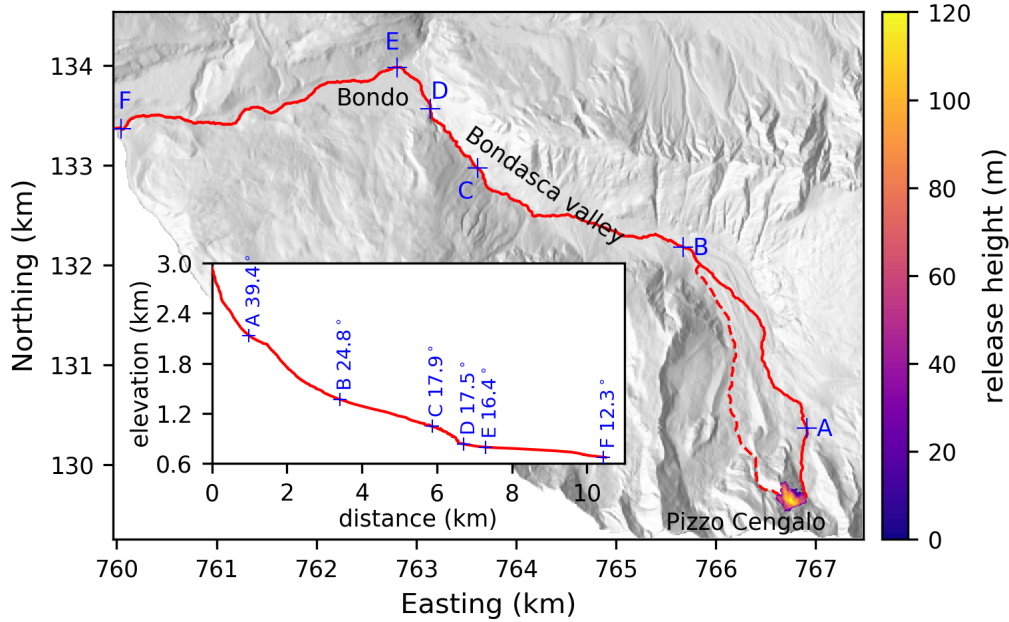 120
100
80
60
40
20
0
release height (m)
134
133
132
131
130
Northing (km)
E
F
Bondo
D
Bondasca valley
C
B
A
Pizzo Cengalo
3.0
2.4
1.8
1.2
0.6
elevation (km)
A 39.4°
B 24.8°
C 17.9°
D 17.5°
E 16.4°
F 12.3°
0
2
4
6
8
10
distance (km)
760
761
762
763
764
765
766
767
Easting (km)